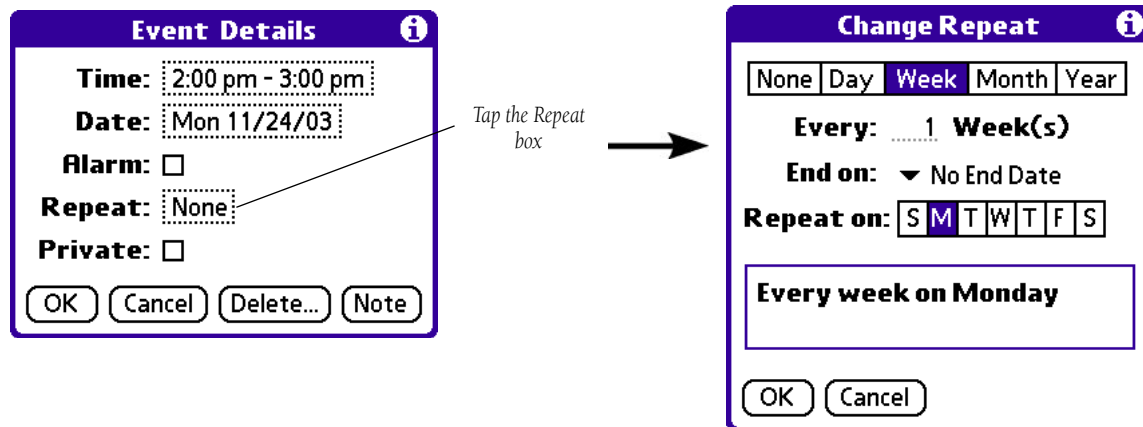 Event Details
Time: 2:00 pm - 3:00 pm
Date: Mon 11/24/03
Alarm:
Repeat: None
Private:
OK Cancel Delete... Note
Tap the Repeat
box
Change Repeat
None Day Week Month Year
Every: 1 Week(s)
End on: No End Date
Repeat on: S M T W T F S
Every week on Monday
OK Cancel